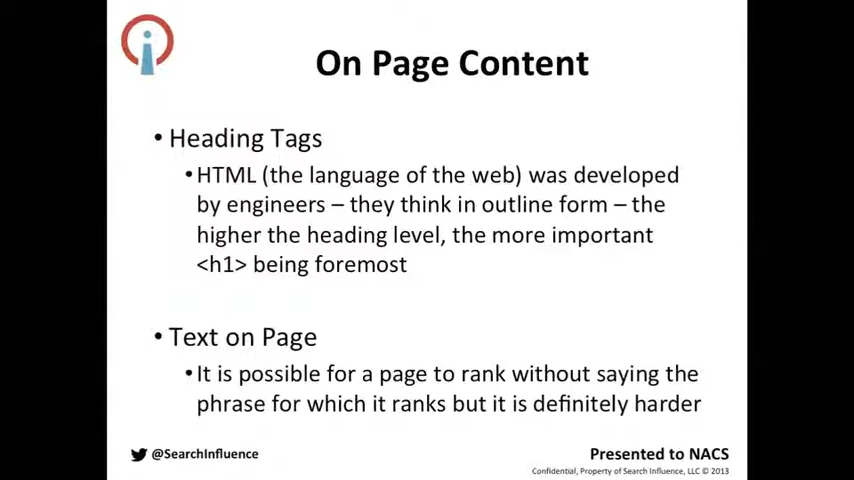 On Page Content
• Heading Tags
• HTML (the language of the web) was developed
by engineers – they think in outline form – the
higher the heading level, the more important
<h1> being foremost
• Text on Page
• It is possible for a page to rank without saying the
phrase for which it ranks but it is definitely harder
@SearchInfluence
Presented to NACS
Confidential, Property of Search Influence, LLC © 2013